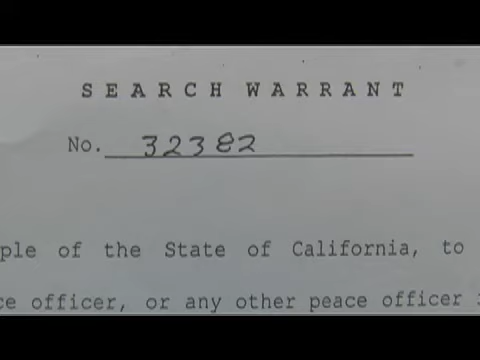 SEARCH WARRANT
No. 32382
ple of the State of California, to
ce officer, or any other peace officer